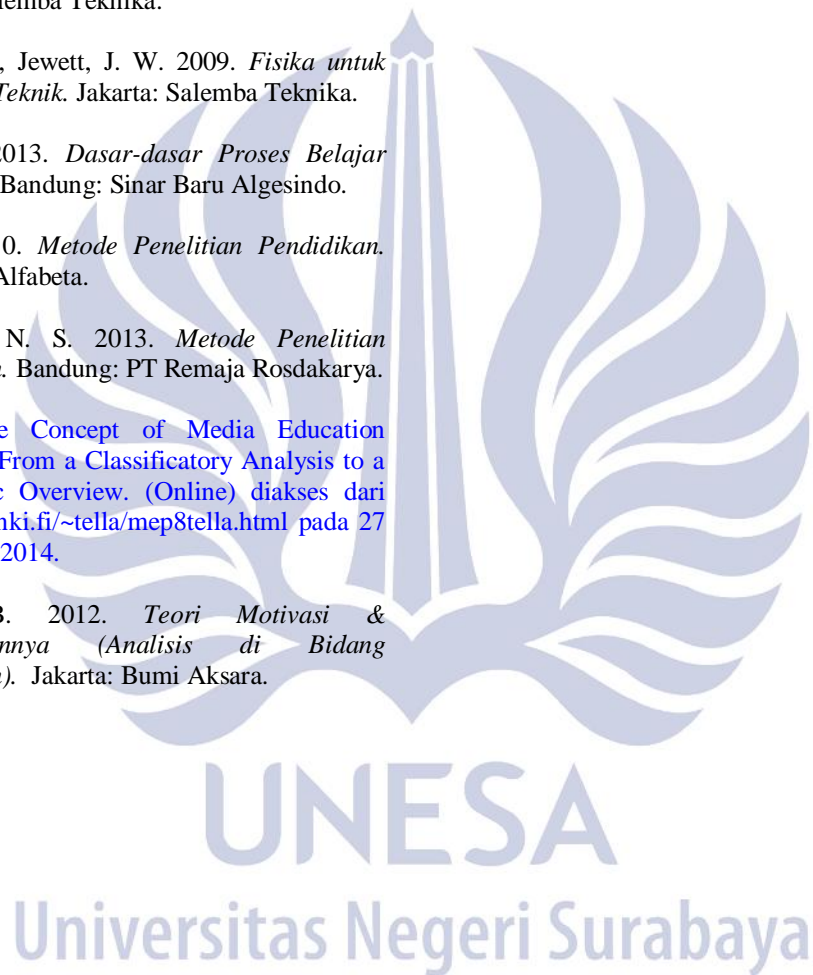 lemba Teknika.
, Jewett, J. W. 2009. Fisika untuk
Teknik. Jakarta: Salemba Teknika.
2013. Dasar-dasar Proses Belajar
Bandung: Sinar Baru Algesindo.
0. Metode Penelitian Pendidikan.
Alfabeta.
N. S. 2013. Metode Penelitian
. Bandung: PT Remaja Rosdakarya.
e Concept of Media Education
From a Classificatory Analysis to a
c Overview. (Online) diakses dari
nki.fi/~tella/mep8tella.html pada 27
2014.
B. 2012. Teori Motivasi &
nnya (Analisis di Bidang
). Jakarta: Bumi Aksara.
UNESA
Universitas Negeri Surabaya